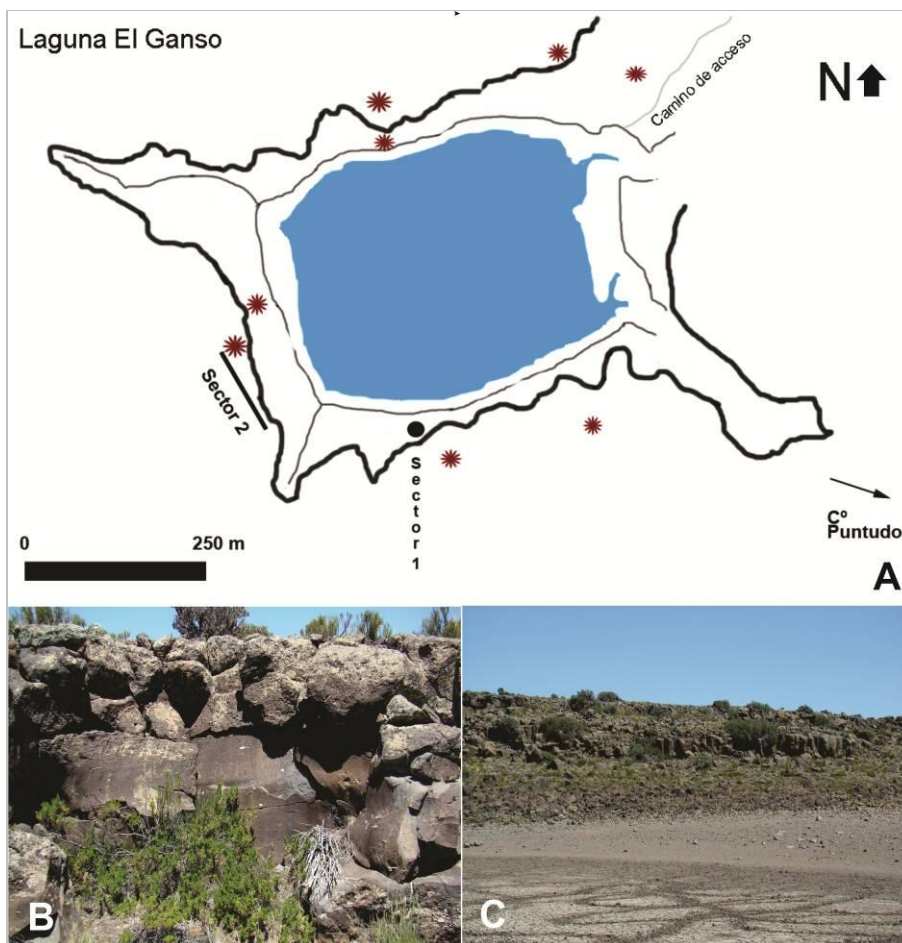 Laguna El Ganso
Camino de acceso
N
Sector 2
Sector 1
0 250 m
Cº
Puntudo
A
B
C